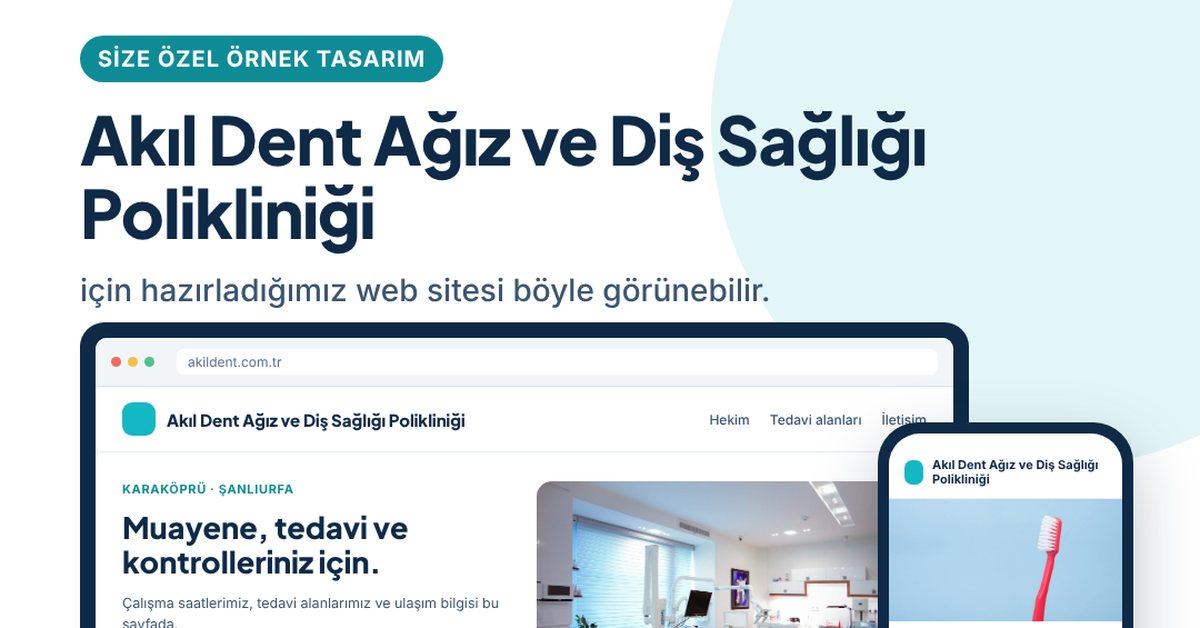 SİZE ÖZEL ÖRNEK TASARIM
Akıl Dent Ağız ve Diş Sağlığı
Polikliniği
için hazırladığımız web sitesi böyle görünebilir.
akildent.com.tr
Akıl Dent Ağız ve Diş Sağlığı Polikliniği
Hekim Tedavi alanları İletişim
Akıl Dent Ağız ve Diş Sağlığı
Polikliniği
KARAKÖPRÜ · ŞANLIURFA
Muayene, tedavi ve
kontrolleriniz için.
Çalışma saatlerimiz, tedavi alanlarımız ve ulaşım bilgisi bu
sayfada.